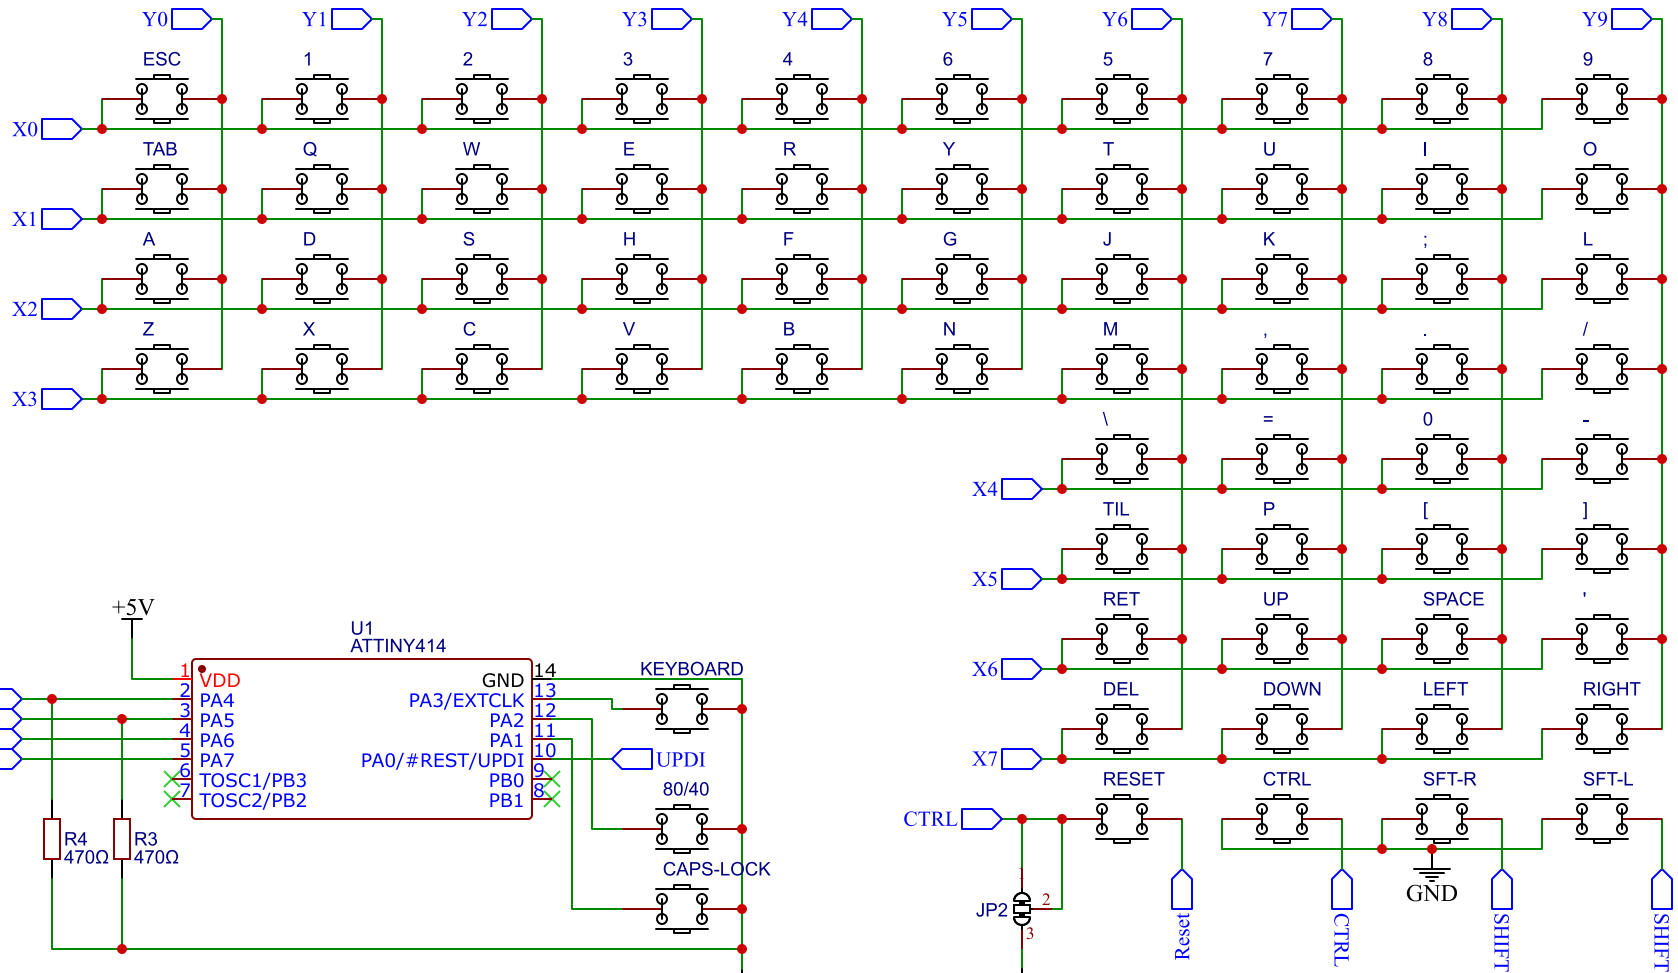 Y0 Y1 Y2 Y3 Y4 Y5 Y6 Y7 Y8 Y9
ESC 1 2 3 4 6 5 7 8 9
X0
TAB Q W E R Y T U I O
X1
A D S H F G J K ; L
X2
Z X C V B N M , . /
X3
\ = 0 -
X4
TIL P [ ]
X5
RET UP SPACE '
X6
DEL DOWN LEFT RIGHT
X7
RESET CTRL SFT-R SFT-L
CTRL
GND
1
JP2 2
3
Reset CTRL SHIFT SHIFT
+5V
U1
ATTINY414
1 VDD GND 14
2 PA4 PA3/EXTCLK 13
3 PA5 PA2 12
4 PA6 PA1 11
5 PA7 PA0/#REST/UPDI 10
6 TOSC1/PB3 PB0 9
7 TOSC2/PB2 PB1 8
KEYBOARD
UPDI
80/40
CAPS-LOCK
R4 R3
470Ω 470Ω